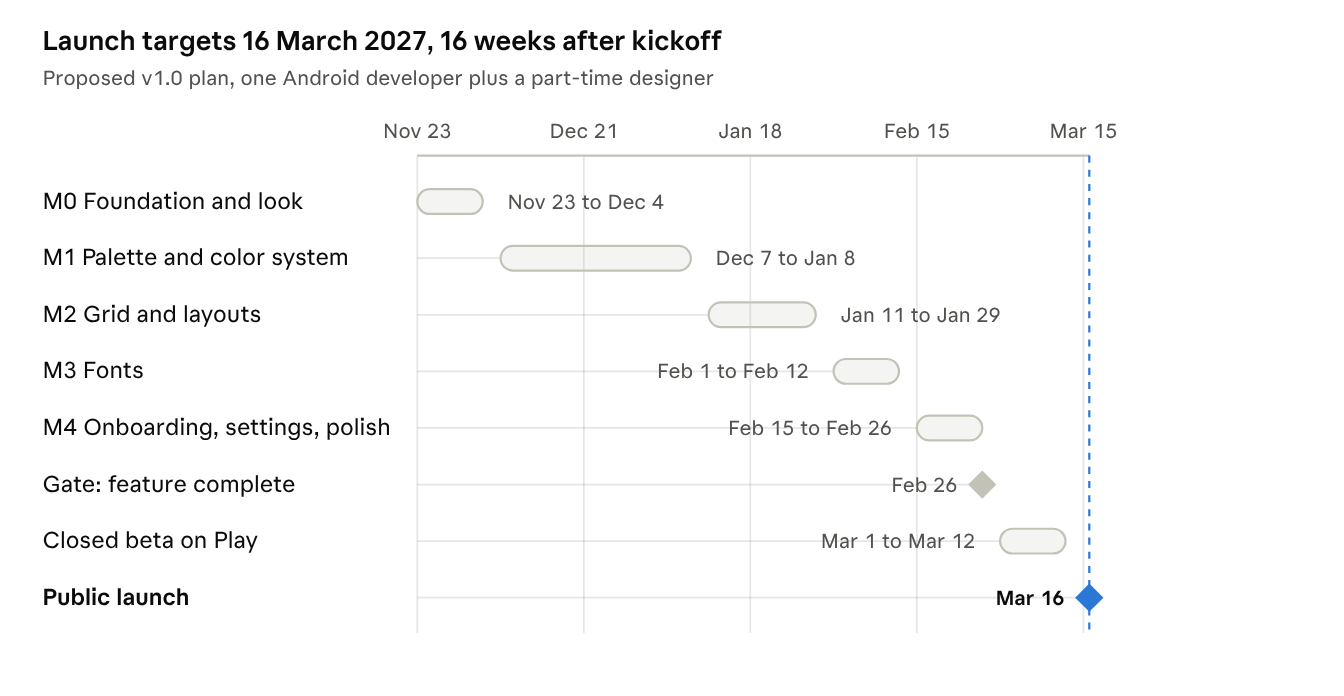 Launch targets 16 March 2027, 16 weeks after kickoff
Proposed v1.0 plan, one Android developer plus a part-time designer
Nov 23 Dec 21 Jan 18 Feb 15 Mar 15
M0 Foundation and look Nov 23 to Dec 4
M1 Palette and color system Dec 7 to Jan 8
M2 Grid and layouts Jan 11 to Jan 29
M3 Fonts Feb 1 to Feb 12
M4 Onboarding, settings, polish Feb 15 to Feb 26
Gate: feature complete Feb 26
Closed beta on Play Mar 1 to Mar 12
Public launch Mar 16